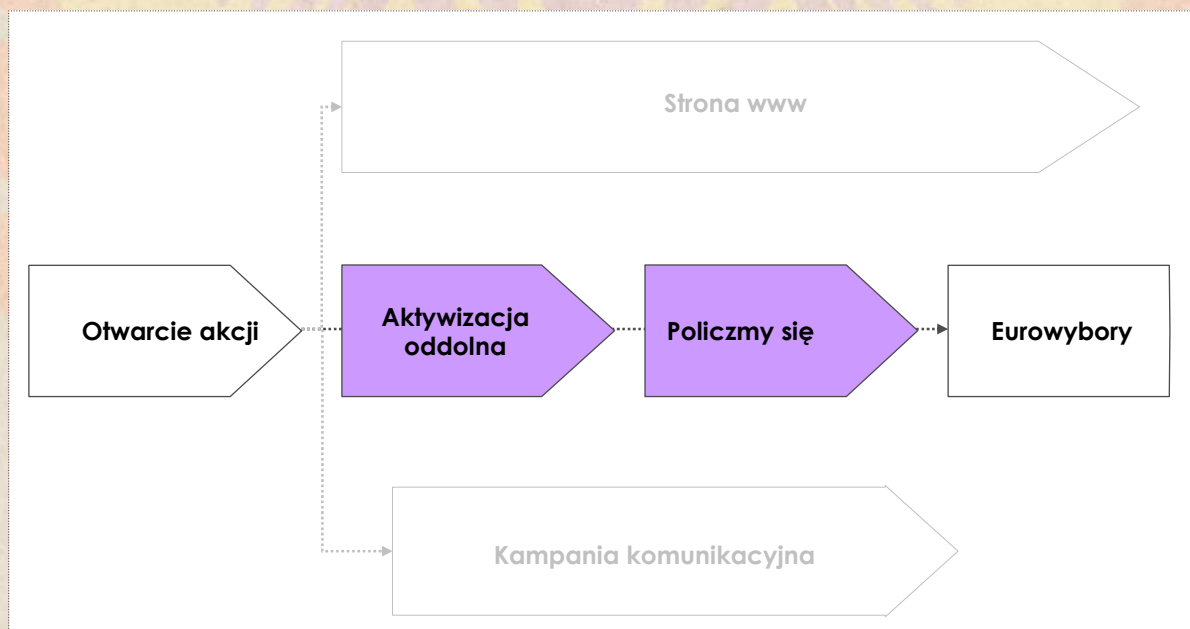 Strona www
Otwarcie akcji
Aktywizacja
oddolna
Policzmy się
Eurowybory
Kampania komunikacyjna